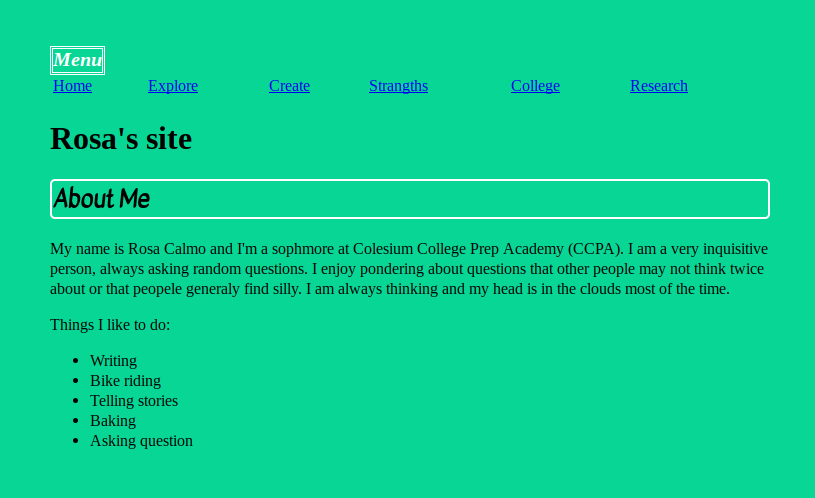 Menu
Home Explore Create Strangths College Research
Rosa's site
About Me
My name is Rosa Calmo and I'm a sophmore at Colesium College Prep Academy (CCPA). I am a very inquisitive
person, always asking random questions. I enjoy pondering about questions that other people may not think twice
about or that peopele generaly find silly. I am always thinking and my head is in the clouds most of the time.
Things I like to do:
• Writing
• Bike riding
• Telling stories
• Baking
• Asking question